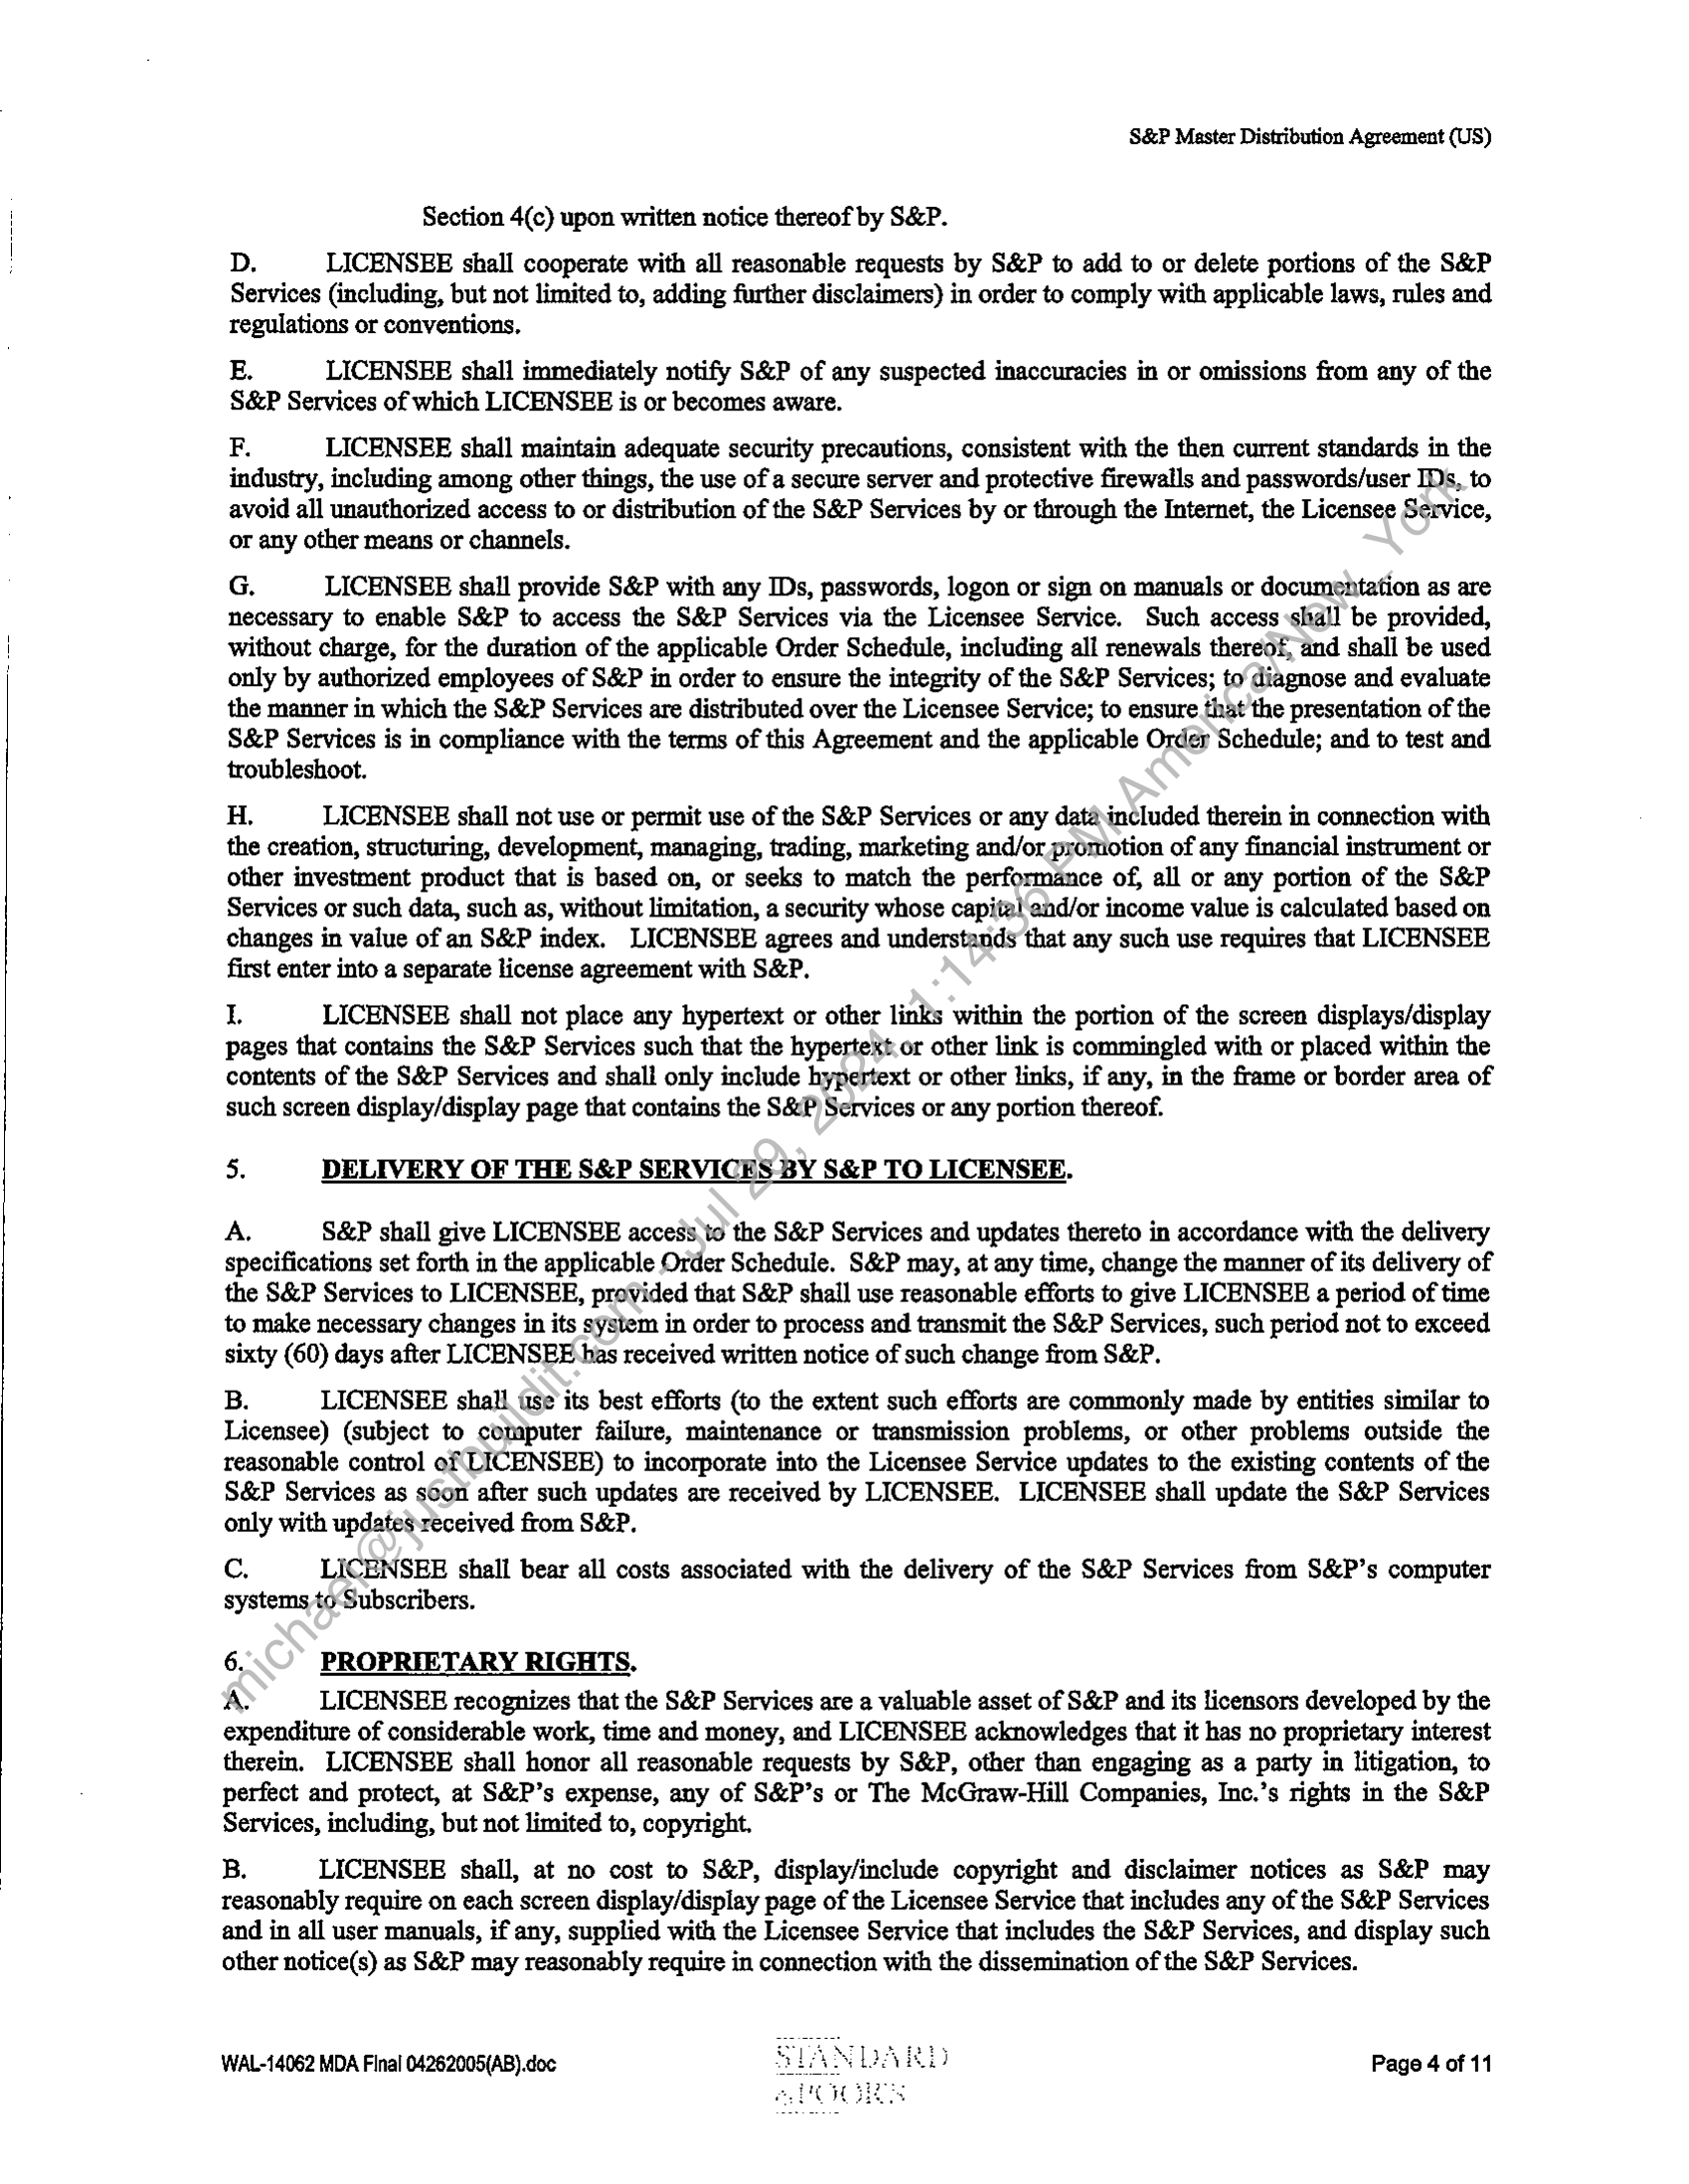 S&P Master Distribution Agreement (US)
Section 4(c) upon written notice thereof by S&P.
D. LICENSEE shall cooperate with all reasonable requests by S&P to add to or delete portions of the S&P
Services (including, but not limited to, adding further disclaimers) in order to comply with applicable laws, rules and
regulations or conventions.
E. LICENSEE shall immediately notify S&P of any suspected inaccuracies in or omissions from any of the
S&P Services of which LICENSEE is or becomes aware.
F. LICENSEE shall maintain adequate security precautions, consistent with the then current standards in the
industry, including among other things, the use of a secure server and protective firewalls and passwords/user IDs, to
avoid all unauthorized access to or distribution of the S&P Services by or through the Internet, the Licensee Service,
or any other means or channels.
G. LICENSEE shall provide S&P with any IDs, passwords, logon or sign on manuals or documentation as are
necessary to enable S&P to access the S&P Services via the Licensee Service. Such access shall be provided,
without charge, for the duration of the applicable Order Schedule, including all renewals thereof, and shall be used
only by authorized employees of S&P in order to ensure the integrity of the S&P Services; to diagnose and evaluate
the manner in which the S&P Services are distributed over the Licensee Service; to ensure that the presentation of the
S&P Services is in compliance with the terms of this Agreement and the applicable Order Schedule; and to test and
troubleshoot.
H. LICENSEE shall not use or permit use of the S&P Services or any data included therein in connection with
the creation, structuring, development, managing, trading, marketing and/or promotion of any financial instrument or
other investment product that is based on, or seeks to match the performance of, all or any portion of the S&P
Services or such data, such as, without limitation, a security whose capital and/or income value is calculated based on
changes in value of an S&P index. LICENSEE agrees and understands that any such use requires that LICENSEE
first enter into a separate license agreement with S&P.
I. LICENSEE shall not place any hypertext or other links within the portion of the screen displays/display
pages that contains the S&P Services such that the hypertext or other link is commingled with or placed within the
contents of the S&P Services and shall only include hypertext or other links, if any, in the frame or border area of
such screen display/display page that contains the S&P Services or any portion thereof.
5. DELIVERY OF THE S&P SERVICES BY S&P TO LICENSEE.
A. S&P shall give LICENSEE access to the S&P Services and updates thereto in accordance with the delivery
specifications set forth in the applicable Order Schedule. S&P may, at any time, change the manner of its delivery of
the S&P Services to LICENSEE, provided that S&P shall use reasonable efforts to give LICENSEE a period of time
to make necessary changes in its system in order to process and transmit the S&P Services, such period not to exceed
sixty (60) days after LICENSEE has received written notice of such change from S&P.
B. LICENSEE shall use its best efforts (to the extent such efforts are commonly made by entities similar to
Licensee) (subject to computer failure, maintenance or transmission problems, or other problems outside the
reasonable control of LICENSEE) to incorporate into the Licensee Service updates to the existing contents of the
S&P Services as soon after such updates are received by LICENSEE. LICENSEE shall update the S&P Services
only with updates received from S&P.
C. LICENSEE shall bear all costs associated with the delivery of the S&P Services from S&P's computer
systems to Subscribers.
6. PROPRIETARY RIGHTS.
A. LICENSEE recognizes that the S&P Services are a valuable asset of S&P and its licensors developed by the
expenditure of considerable work, time and money, and LICENSEE acknowledges that it has no proprietary interest
therein. LICENSEE shall honor all reasonable requests by S&P, other than engaging as a party in litigation, to
perfect and protect, at S&P's expense, any of S&P's or The McGraw-Hill Companies, Inc.'s rights in the S&P
Services, including, but not limited to, copyright.
B. LICENSEE shall, at no cost to S&P, display/include copyright and disclaimer notices as S&P may
reasonably require on each screen display/display page of the Licensee Service that includes any of the S&P Services
and in all user manuals, if any, supplied with the Licensee Service that includes the S&P Services, and display such
other notice(s) as S&P may reasonably require in connection with the dissemination of the S&P Services.
WAL-14062 MDA Final 04262005(AB).doc
STANDARD
&POOR'S
Page 4 of 11
michael@justbuildit.com - Jul 29, 2024, 1:14:36 PM America/New_York